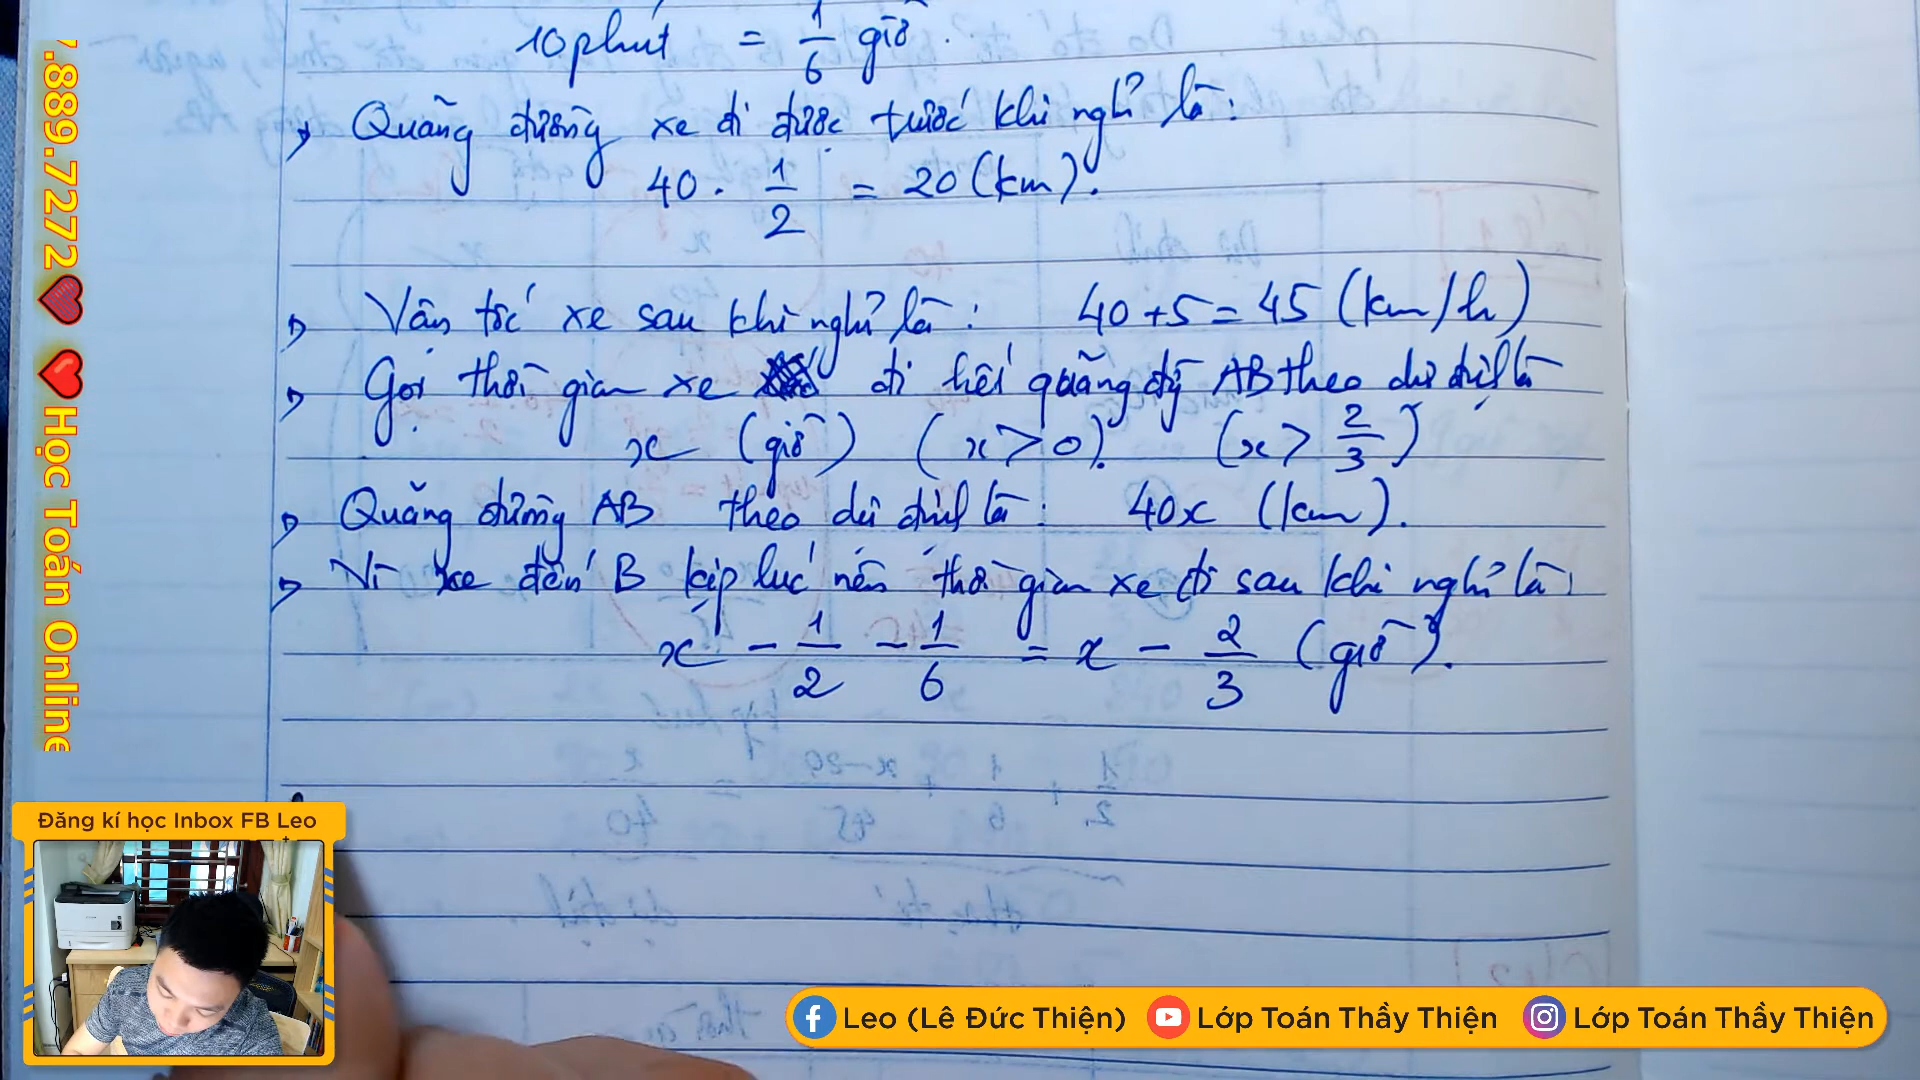 10 phút = 1/6 giờ.
Quãng đường xe đi được trước khi nghỉ là:
40 . 1/2 = 20 (km).
Vận tốc xe sau khi nghỉ là: 40 + 5 = 45 (km/h)
Gọi thời gian xe đi hết quãng đg AB theo dự định là
x (giờ) (x > 0). (x > 2/3)
Quãng đường AB theo dự định là: 40x (km).
Vì xe đến B kịp lúc nên thời gian xe đi sau khi nghỉ là:
x - 1/2 - 1/6 = x - 2/3 (giờ).
7.889.7272❤ ❤Học Toán Online
Đăng kí học Inbox FB Leo
Leo (Lê Đức Thiện) Lớp Toán Thầy Thiện Lớp Toán Thầy Thiện